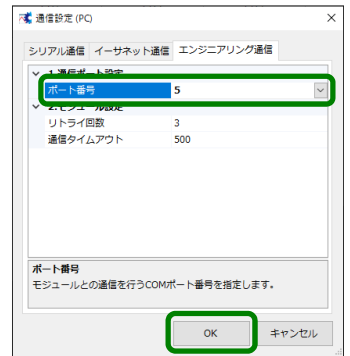 通信設定 (PC)
シリアル通信 イーサネット通信 エンジニアリング通信
1.通信ポート設定
ポート番号 5
2.モジュール設定
リトライ回数 3
通信タイムアウト 500
ポート番号
モジュールとの通信を行うCOMポート番号を指定します。
OK キャンセル